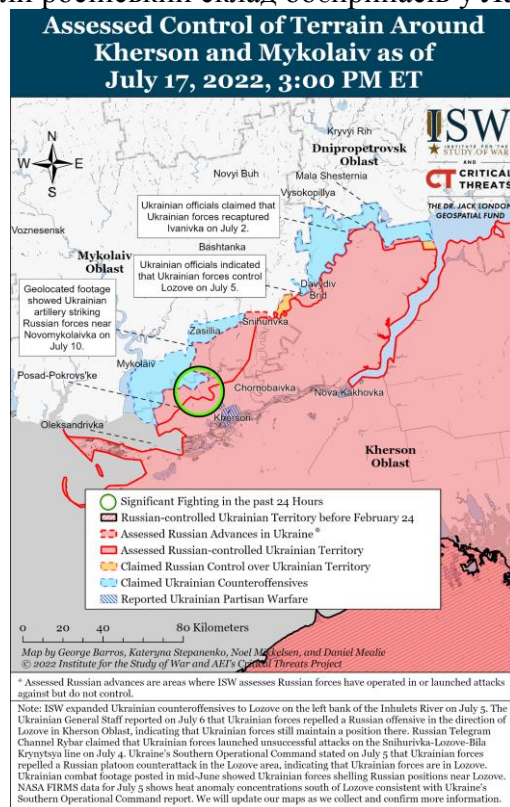 російський склад боєприпасів у
Assessed Control of Terrain Around
Kherson and Mykolaiv as of
July 17, 2022, 3:00 PM ET
N
W
E
S
Kryvyi Rih
Dnipropetrovsk
Oblast
ISW
INSTITUTE FOR THE
STUDY OF WAR
AND
CT CRITICAL
THREATS
THE DR. JACK LONDON
GEOSPATIAL FUND
Novyi Buh
Mala Shesternia
Vysokopillya
Ukrainian officials claimed that
Ukrainian forces recaptured
Ivanivka on July 2.
Voznesensk
Bashtanka
Mykolaiv
Oblast
Ukrainian officials indicated
that Ukrainian forces control
Lozove on July 5.
Davydiv
Brid
Geolocated footage
showed Ukrainian
artillery striking
Russian forces near
Novomykolaivka on
July 10.
Snihurivka
Zasillia
Mykolaiv
Posad-Pokrovs'ke
Chornobaivka
Nova Kakhovka
Oleksandrivka
Kherson
Kherson
Oblast
Significant Fighting in the past 24 Hours
Russian-controlled Ukrainian Territory before February 24
Assessed Russian Advances in Ukraine*
Assessed Russian-controlled Ukrainian Territory
Claimed Russian Control over Ukrainian Territory
Claimed Ukrainian Counteroffensives
Reported Ukrainian Partisan Warfare
0 20 40 80 Kilometers
Map by George Barros, Kateryna Stepanenko, Noel Mikkelsen, and Daniel Mealie
© 2022 Institute for the Study of War and AEI's Critical Threats Project
* Assessed Russian advances are areas where ISW assesses Russian forces have operated in or launched attacks
against but do not control.
Note: ISW expanded Ukrainian counteroffensives to Lozove on the left bank of the Inhulets River on July 5. The
Ukrainian General Staff reported on July 6 that Ukrainian forces repelled a Russian offensive in the direction of
Lozove in Kherson Oblast, indicating that Ukrainian forces still maintain a position there. Russian Telegram
Channel Rybar claimed that Ukrainian forces launched unsuccessful attacks on the Snihurivka-Lozove-Bila
Krynytsya line on July 4. Ukraine's Southern Operational Command stated on July 5 that Ukrainian forces
repelled a Russian platoon counterattack in the Lozove area, indicating that Ukrainian forces are in Lozove.
Ukrainian combat footage posted in mid-June showed Ukrainian forces shelling Russian positions near Lozove.
NASA FIRMS data for July 5 shows heat anomaly concentrations south of Lozove consistent with Ukraine's
Southern Operational Command report. We will update our maps as we collect and confirm more information.